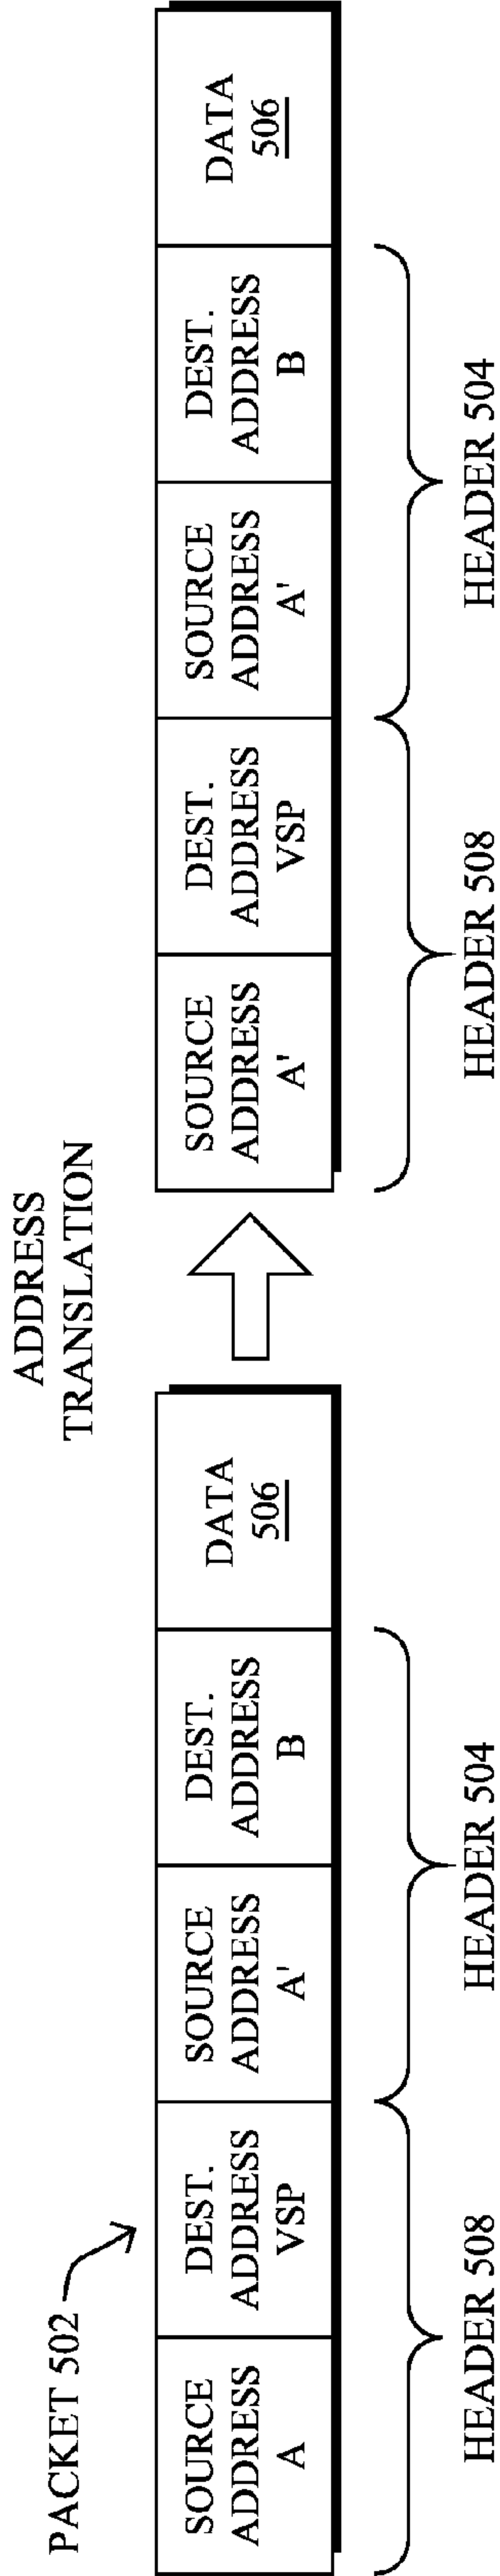 ADDRESS
TRANSLATION
PACKET 502
SOURCE
ADDRESS
A
DEST.
ADDRESS
VSP
SOURCE
ADDRESS
A'
DEST.
ADDRESS
B
DATA
506
SOURCE
ADDRESS
A'
DEST.
ADDRESS
VSP
SOURCE
ADDRESS
A'
DEST.
ADDRESS
B
DATA
506
HEADER 508
HEADER 504
HEADER 508
HEADER 504